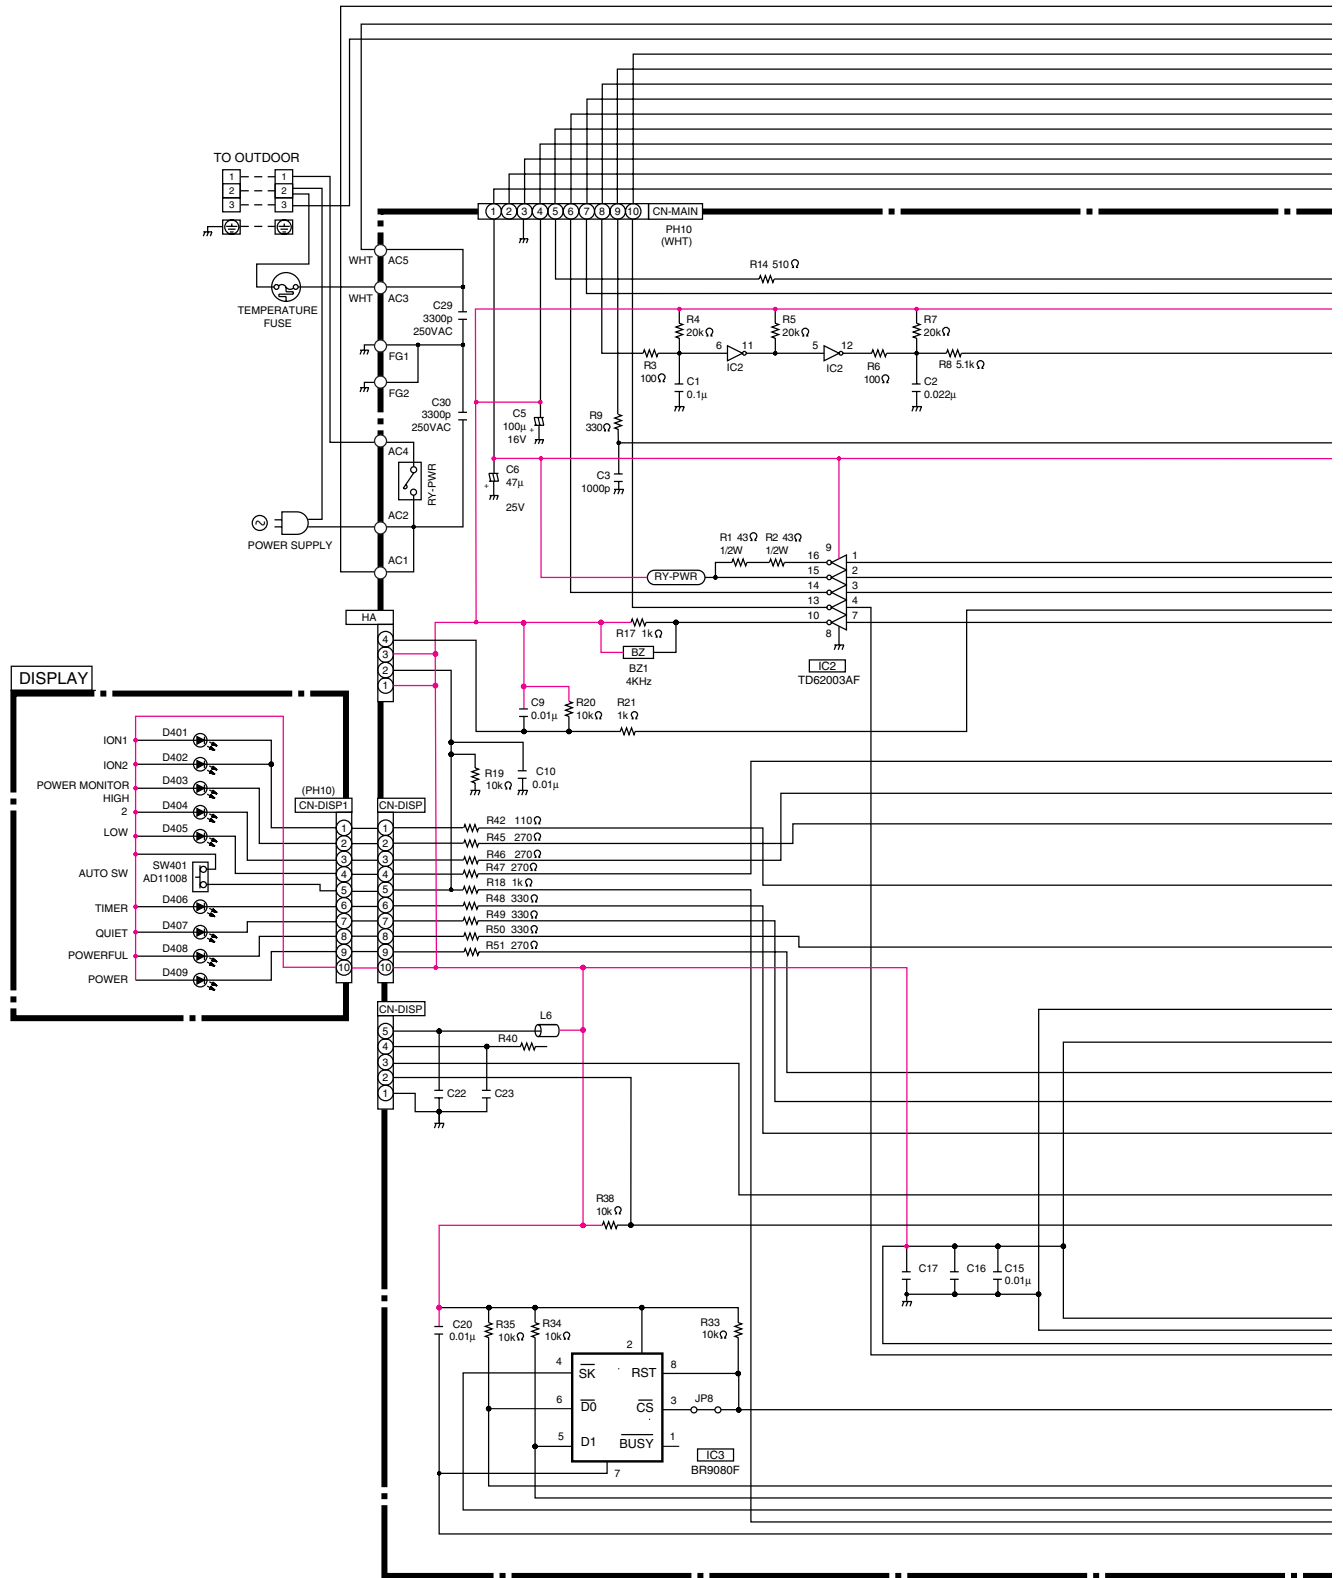 TO OUTDOOR
1 1
2 2
3 3
1 2 3 4 5 6 7 8 9 10 CN-MAIN
PH10
(WHT)
WHT AC5
WHT AC3
TEMPERATURE
FUSE
C29
3300p
250VAC
FG1
FG2
C30
3300p
250VAC
AC4
RY-PWR
AC2
POWER SUPPLY
AC1
R14 510Ω
R4
20kΩ
R5
20kΩ
R7
20kΩ
R3
100Ω
6 11
IC2
5 12
IC2
R6
100Ω
R8 5.1kΩ
C1
0.1μ
C2
0.022μ
C5
100μ
16V
+
R9
330Ω
C6
47μ
25V
+
C3
1000p
R1 43Ω
1/2W
R2 43Ω
1/2W
RY-PWR
9
16 1
15 2
14 3
13 4
10 7
8
IC2
TD62003AF
R17 1kΩ
BZ
BZ1
4KHz
HA
4
3
2
1
C9
0.01μ
R20
10kΩ
R21
1kΩ
R19
10kΩ
C10
0.01μ
DISPLAY
ION1 D401
ION2 D402
POWER MONITOR D403
HIGH
2 D404
LOW D405
AUTO SW SW401
AD11008
TIMER D406
QUIET D407
POWERFUL D408
POWER D409
(PH10)
CN-DISP1 CN-DISP
1 1 R42 110Ω
2 2 R45 270Ω
3 3 R46 270Ω
4 4 R47 270Ω
5 5 R18 1kΩ
6 6 R48 330Ω
7 7 R49 330Ω
8 8 R50 330Ω
9 9 R51 270Ω
10 10
CN-DISP
5
4
3
2
1
L6
R40
C22 C23
R38
10kΩ
C17 C16 C15
0.01μ
C20
0.01μ
R35
10kΩ
R34
10kΩ
R33
10kΩ
2
4 SK RST 8
6 D0 CS 3 JP8
5 D1 BUSY 1
7
IC3
BR9080F